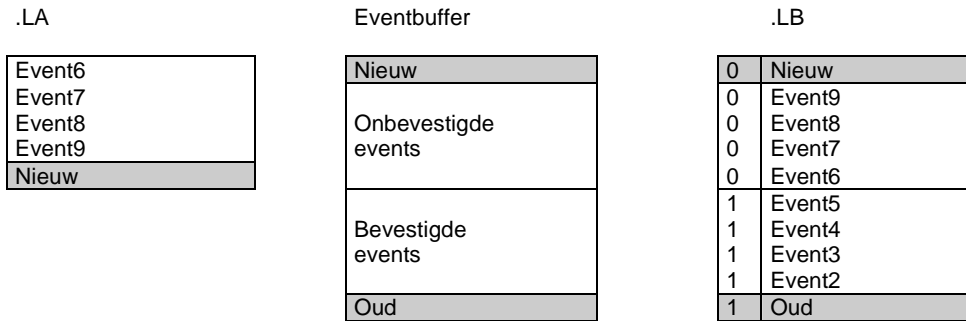 .LA
Event6
Event7
Event8
Event9
Nieuw
Eventbuffer
Nieuw
Onbevestigde
events
Bevestigde
events
Oud
.LB
0 Nieuw
0 Event9
0 Event8
0 Event7
0 Event6
1 Event5
1 Event4
1 Event3
1 Event2
1 Oud